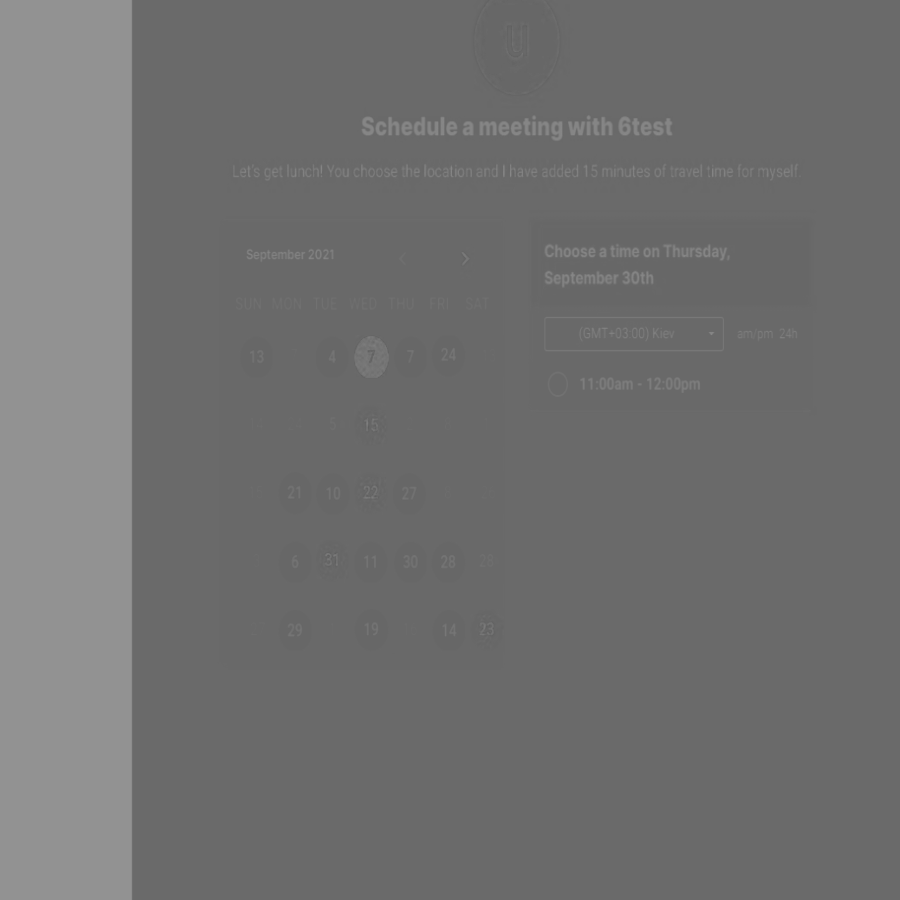 U
Schedule a meeting with 6test
Let's get lunch! You choose the location and I have added 15 minutes of travel time for myself
September 2021
SUN MON TUE WED THU FRI SAT
13 4 7 7 24
5 15
21 10 22 27
6 31 11 30 28 28
29 19 14 23
Choose a time on Thursday,
September 30th
(GMT+03:00) Kiev am/pm 24h
11:00am - 12:00pm